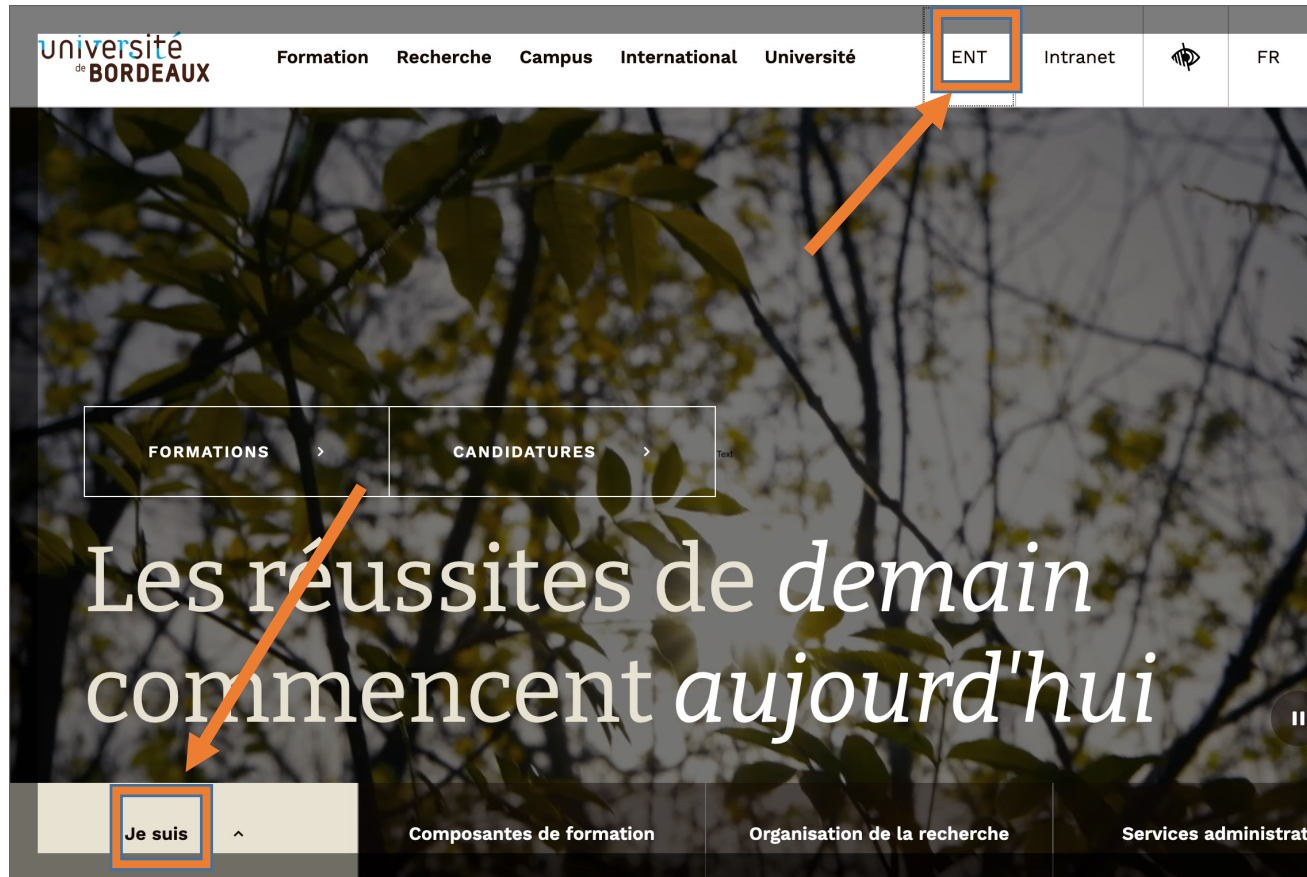 université
de BORDEAUX
Formation Recherche Campus International Université ENT Intranet FR
FORMATIONS > CANDIDATURES >
Text
Les réussites de demain
commencent aujourd'hui
Je suis Composantes de formation Organisation de la recherche Services administrat